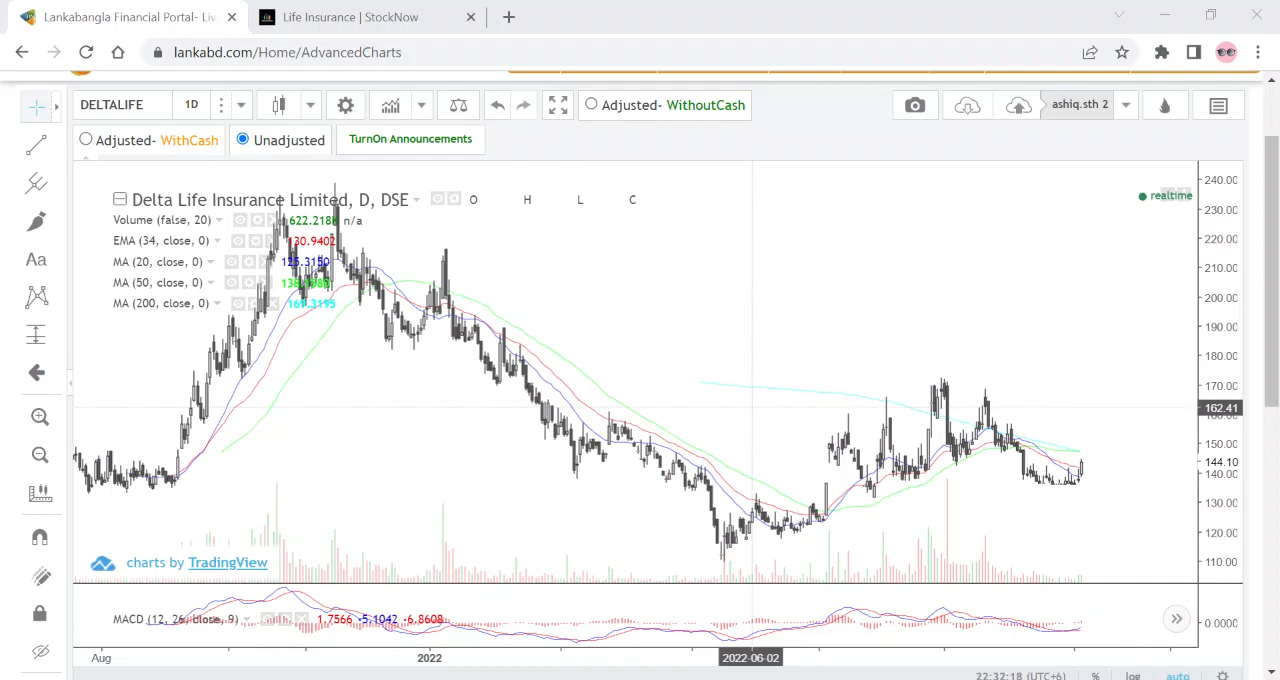 Lankabangla Financial Portal- Liv
Life Insurance | StockNow
lankabd.com/Home/AdvancedCharts
DELTALIFE 1D Adjusted- WithoutCash ashiq.sth 2
Adjusted- WithCash Unadjusted TurnOn Announcements
Delta Life Insurance Limited, D, DSE O H L C
realtime
Volume (false, 20) 622.218K n/a
EMA (34, close, 0) 130.9402
MA (20, close, 0) 125.3150
MA (50, close, 0)
MA (200, close, 0)
Aa
240.00
230.00
220.00
210.00
200.00
190.00
180.00
170.00
162.41
150.00
144.10
140.00
130.00
120.00
110.00
charts by TradingView
MACD (12, 26, close, 9) 1.7566 -5.1042 -6.8608
0.0000
Aug 2022 2022-06-02
22:32:18 (UTC+6) % log auto